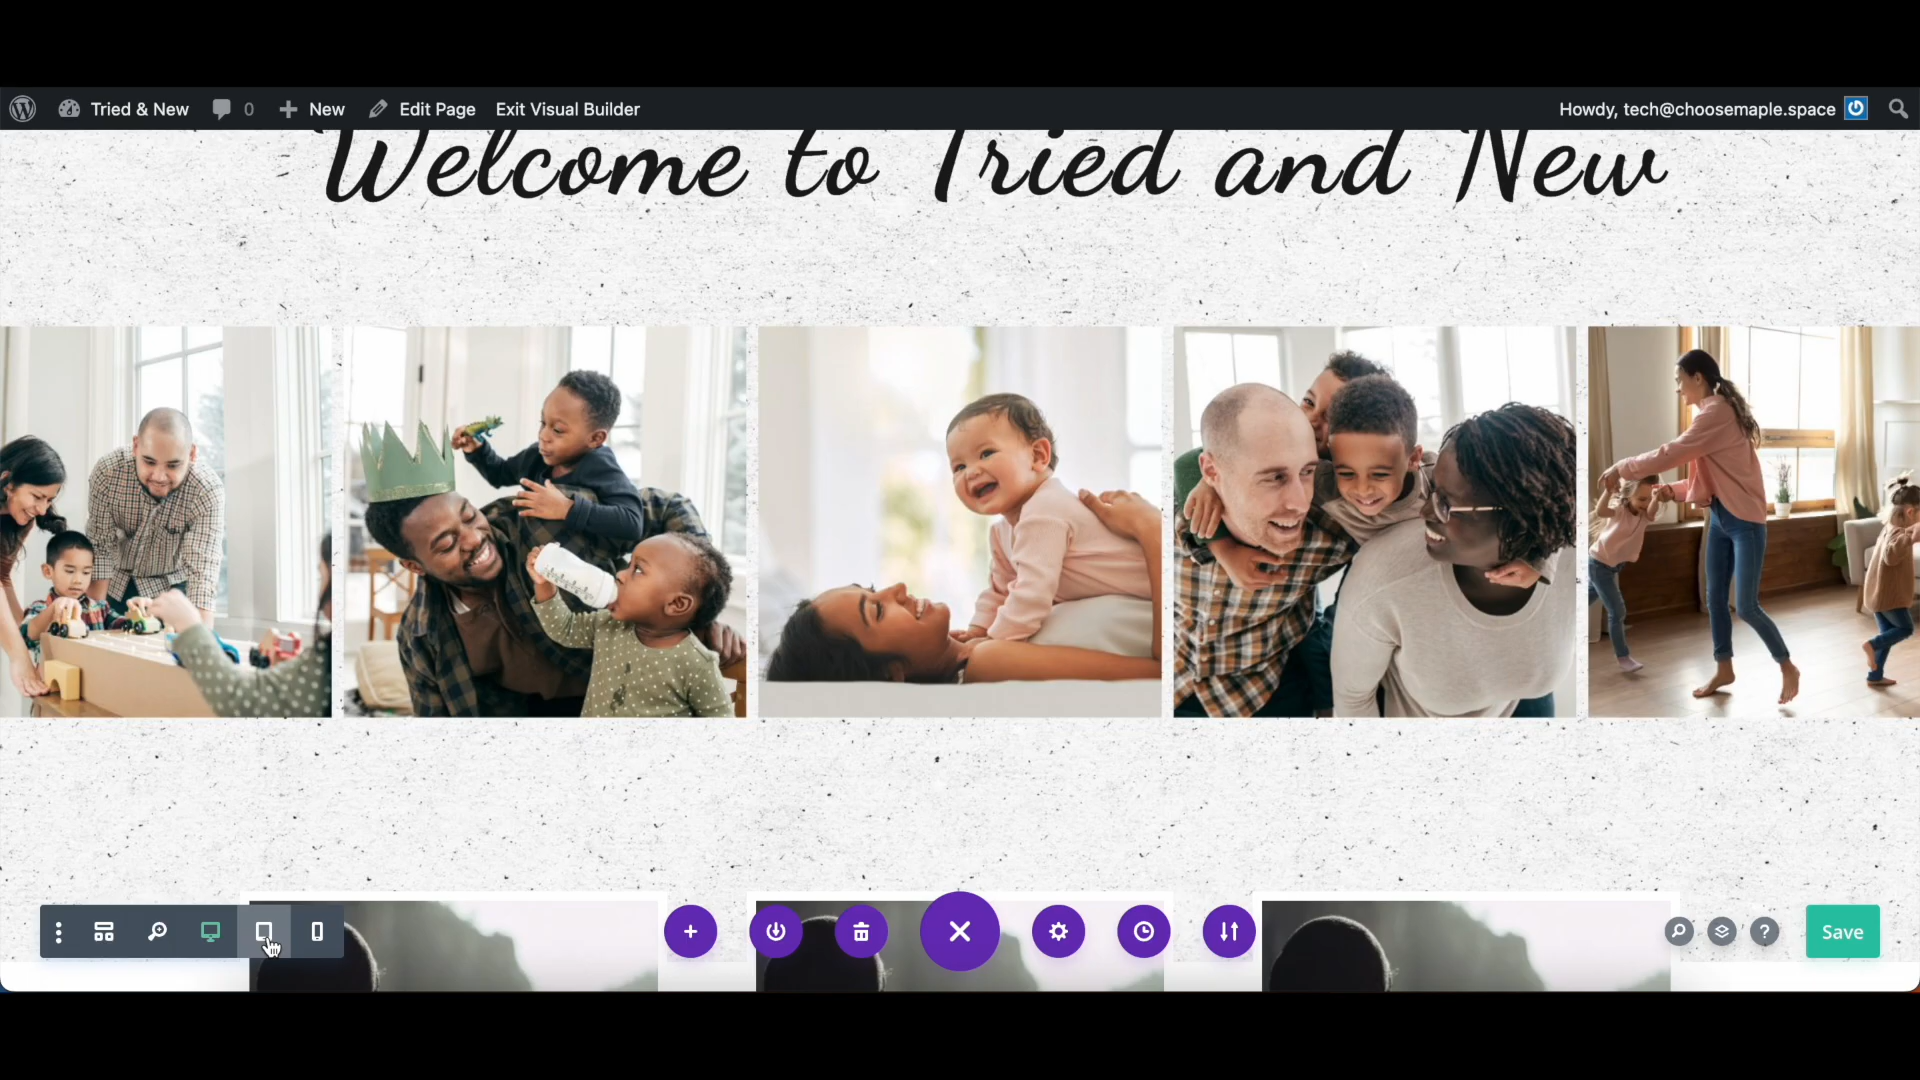 Tried & New 0 New Edit Page Exit Visual Builder Howdy, tech@choosemaple.space
Welcome to Tried and New
Save